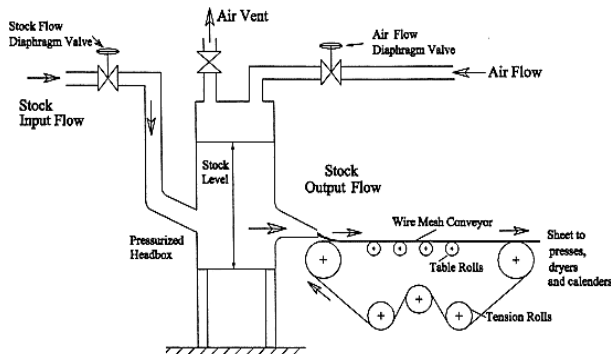 Stock Flow
Diaphragm Valve
Air Vent
Air Flow
Diaphragm Valve
Air Flow
Stock
Input Flow
Stock
Level
Stock
Output Flow
Wire Mesh Conveyor
Pressurized
Headbox
Table Rolls
Sheet to
presses,
dryers
and calenders
Tension Rolls